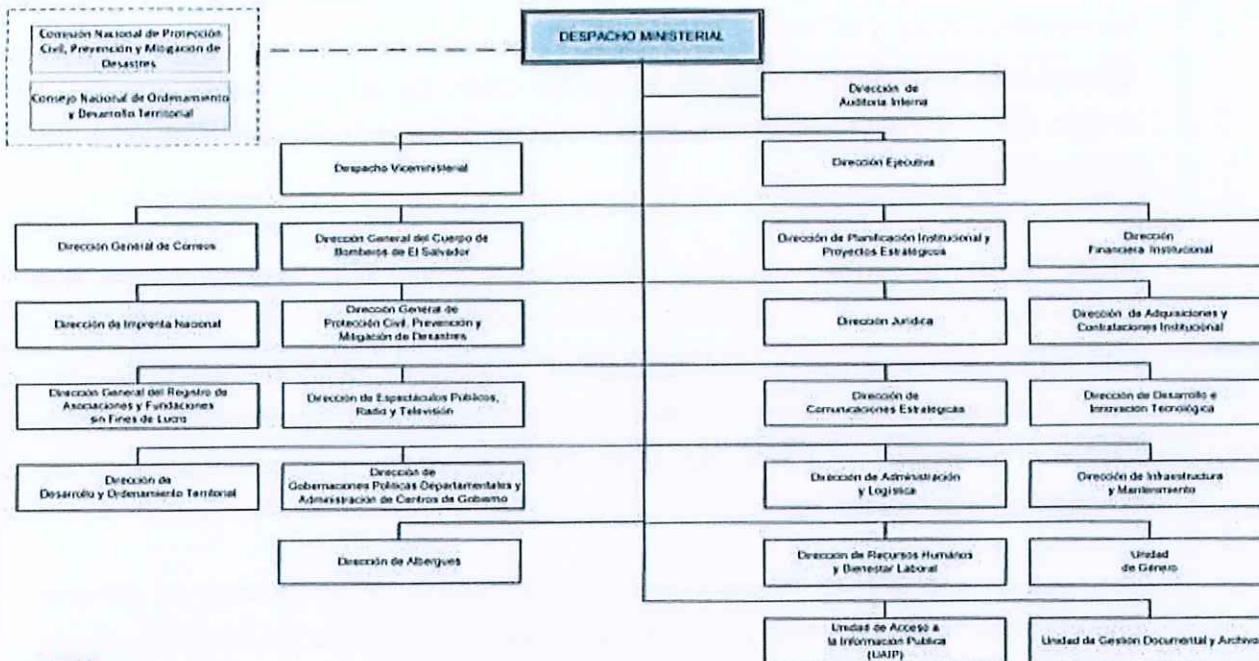 Comisión Nacional de Protección
Civil, Prevención y Mitigación de
Desastres
Consejo Nacional de Ordenamiento
y Desarrollo Territorial
DESPACHO MINISTERIAL
Dirección de
Auditoría Interna
Despacho Viceministerial
Dirección Ejecutiva
Dirección General de Correos
Dirección General del Cuerpo de
Bomberos de El Salvador
Dirección de Planificación Institucional y
Proyectos Estratégicos
Dirección
Financiera Institucional
Dirección de Imprenta Nacional
Dirección General de
Protección Civil, Prevención y
Mitigación de Desastres
Dirección Jurídica
Dirección de Adquisiciones y
Contrataciones Institucional
Dirección General del Registro de
Asociaciones y Fundaciones
sin Fines de Lucro
Dirección de Espectáculos Públicos,
Radio y Televisión
Dirección de
Comunicaciones Estratégicas
Dirección de Desarrollo e
Innovación Tecnológica
Dirección de
Desarrollo y Ordenamiento Territorial
Dirección de
Gobernaciones Políticas Departamentales y
Administración de Centros de Gobierno
Dirección de Administración
y Logística
Dirección de Infraestructura
y Mantenimiento
Dirección de Albergues
Dirección de Recursos Humanos
y Bienestar Laboral
Unidad
de Género
Unidad de Acceso a
la Información Pública
(UAIP)
Unidad de Gestión Documental y Archivo